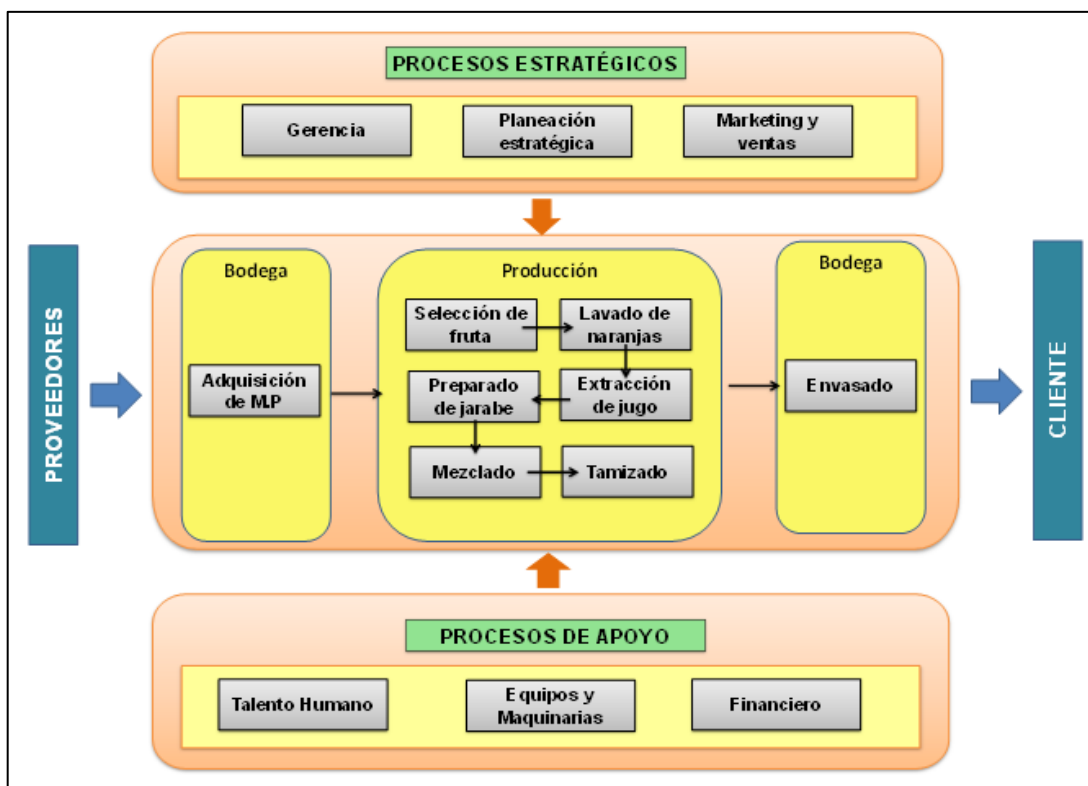 PROCESOS ESTRATÉGICOS
Gerencia
Planeación
estratégica
Marketing y
ventas
PROVEEDORES
Bodega
Adquisición
de M.P
Producción
Selección de
fruta
Lavado de
naranjas
Preparado
de jarabe
Extracción
de jugo
Mezclado
Tamizado
Bodega
Envasado
CLIENTE
PROCESOS DE APOYO
Talento Humano
Equipos y
Maquinarias
Financiero